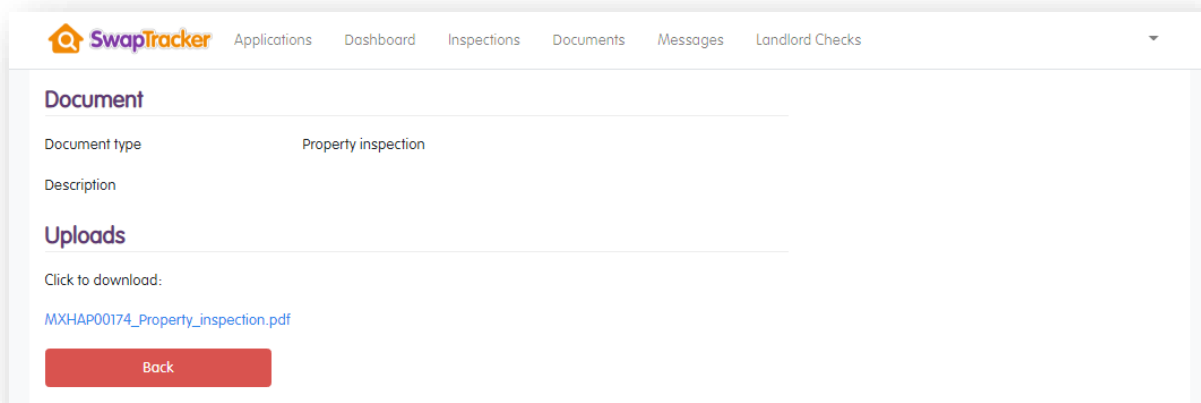 SwapTracker Applications Dashboard Inspections Documents Messages Landlord Checks
Document
Document type Property inspection
Description
Uploads
Click to download:
MXHAP00174_Property_inspection.pdf
Back